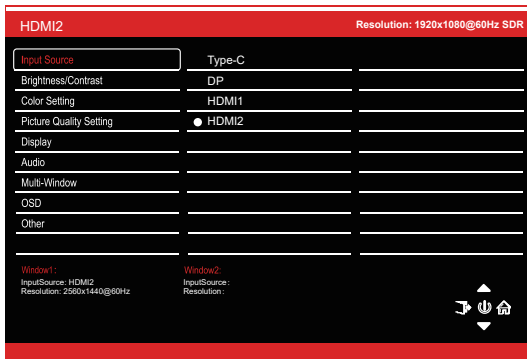 HDMI2 Resolution: 1920x1080@60Hz SDR
Input Source Type-C
Brightness/Contrast DP
Color Setting HDMI1
Picture Quality Setting HDMI2
Display
Audio
Multi-Window
OSD
Other
Window1: Window2:
InputSource: HDMI2 InputSource:
Resolution: 2560x1440@60Hz Resolution: